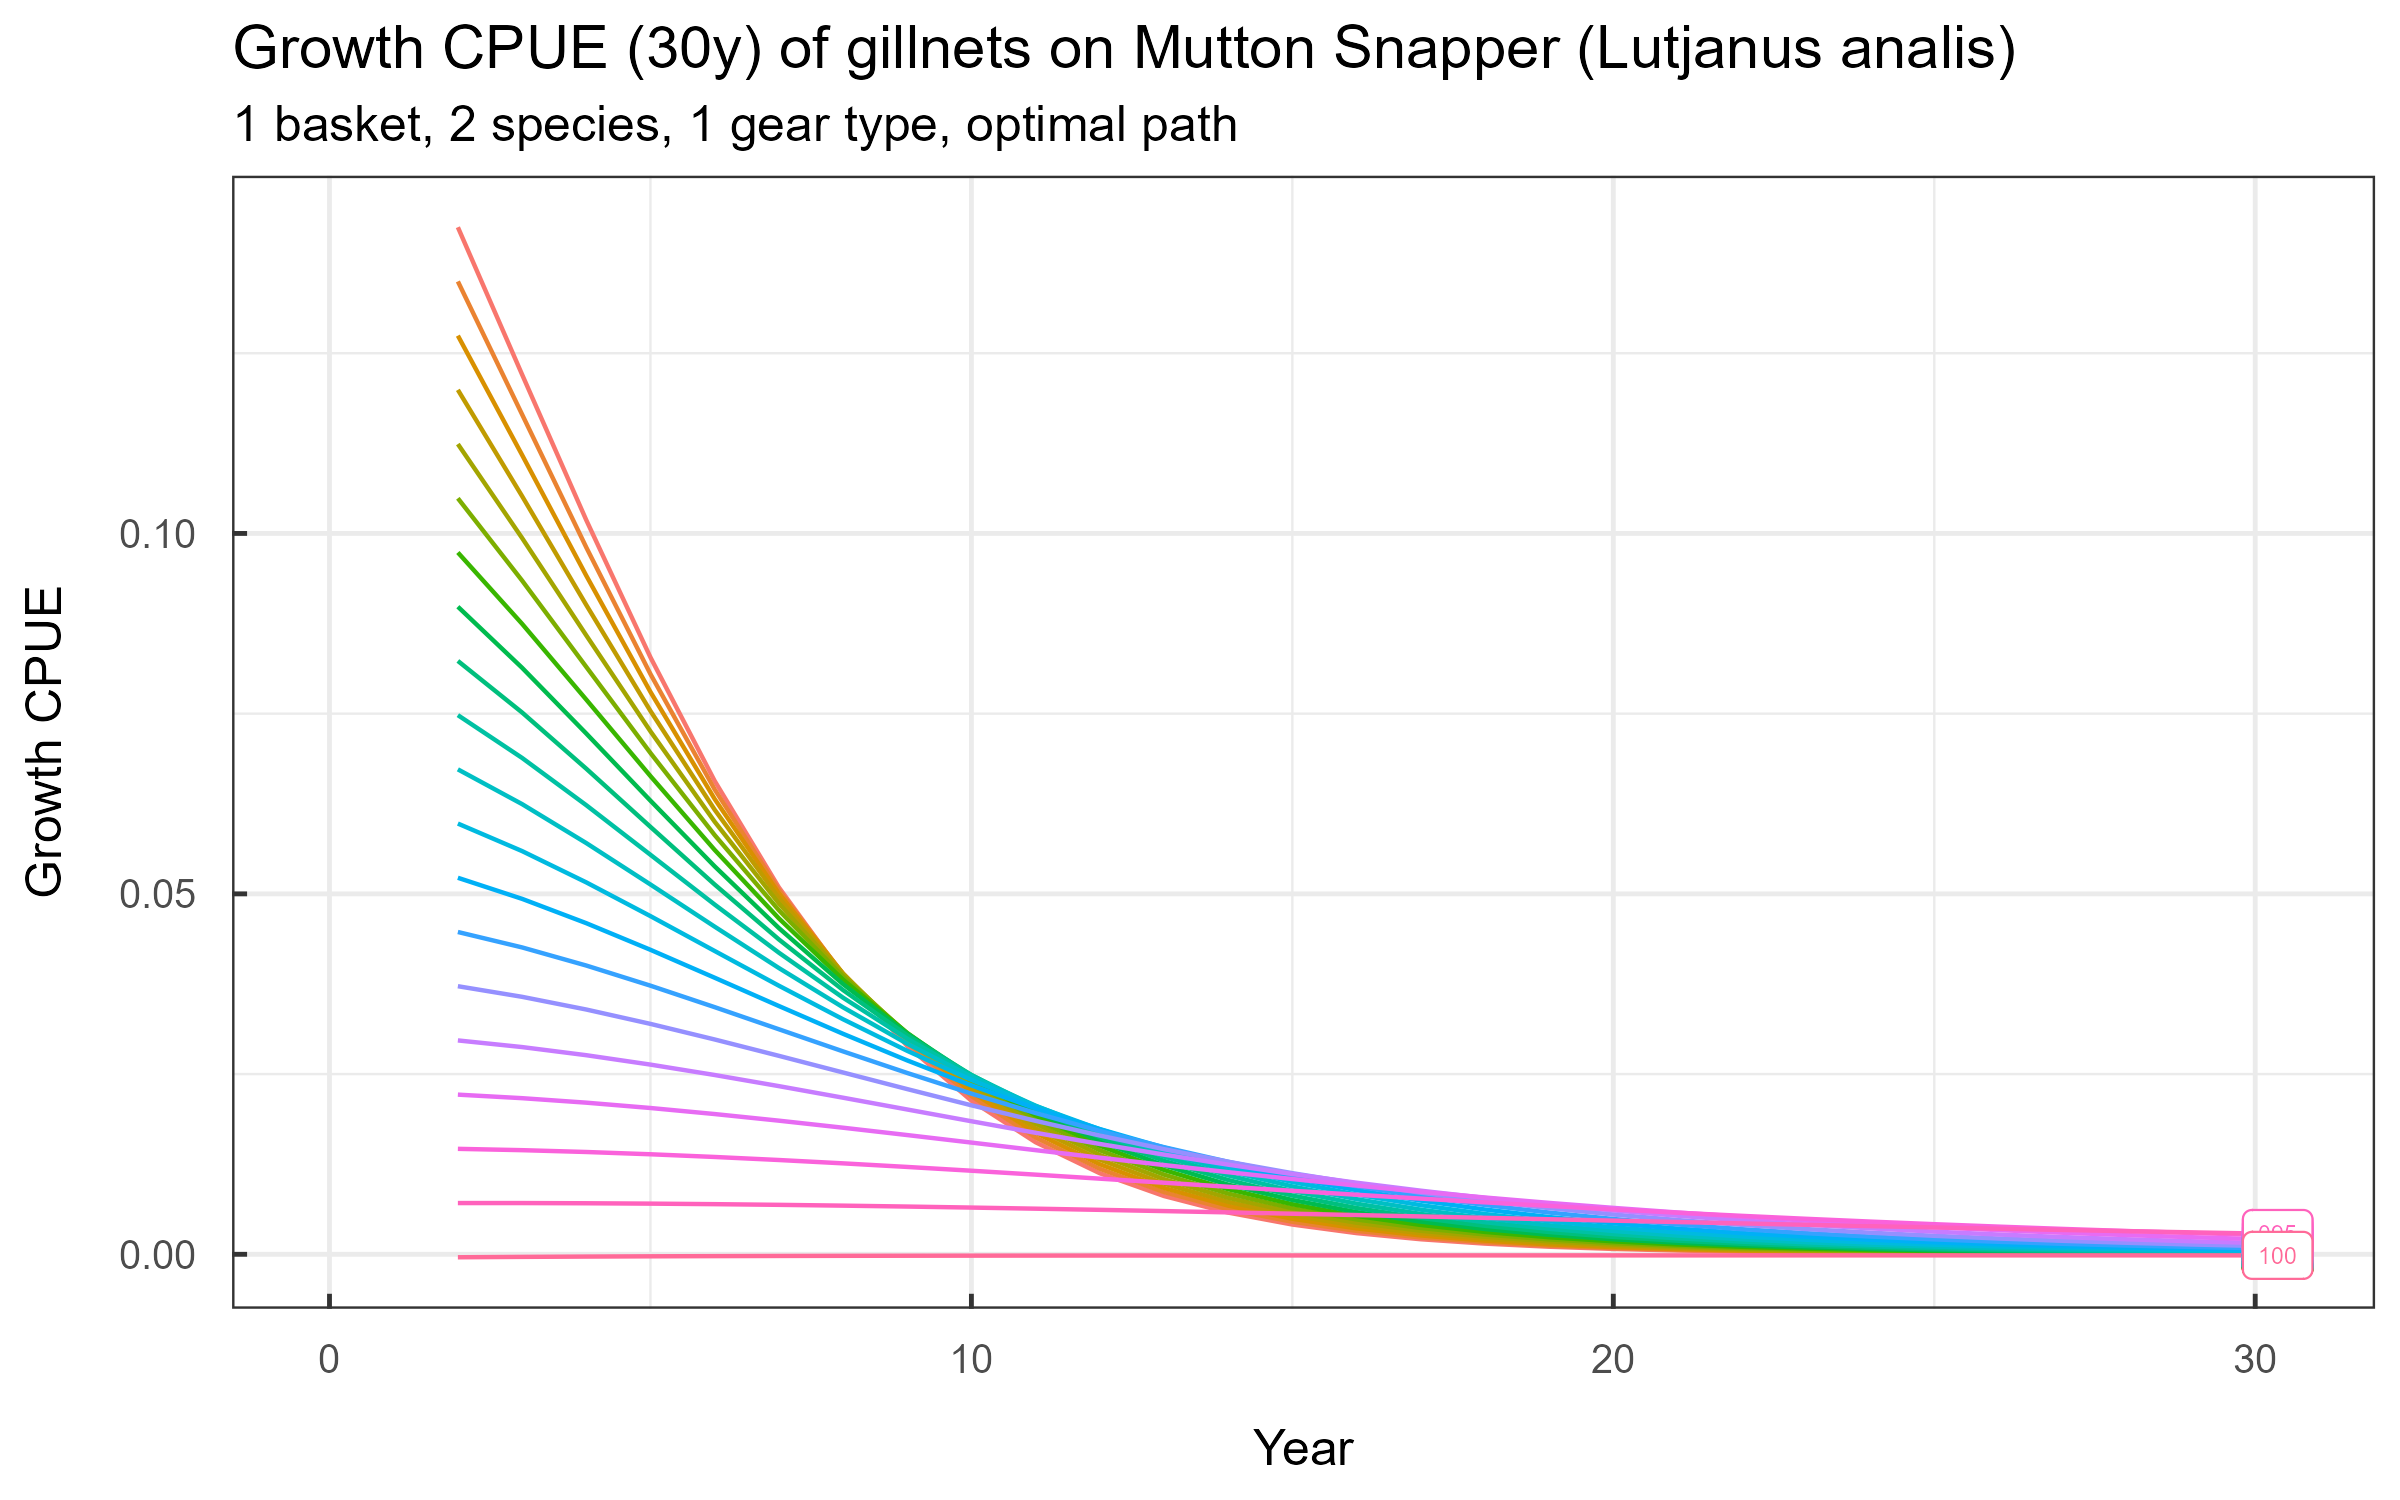 Growth CPUE (30y) of gillnets on Mutton Snapper (Lutjanus analis)
1 basket, 2 species, 1 gear type, optimal path
Growth CPUE
0.10
0.05
0.00
100
0
10
20
30
Year